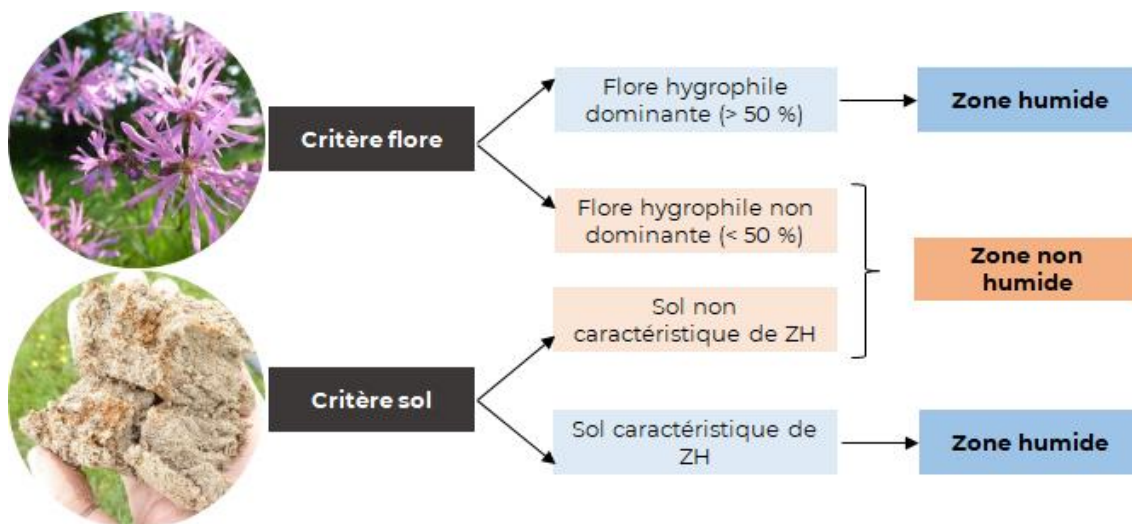 Critère flore
Flore hygrophile
dominante (> 50 %)
Zone humide
Flore hygrophile non
dominante (< 50 %)
Zone non
humide
Sol non
caractéristique de ZH
Critère sol
Sol caractéristique de
ZH
Zone humide